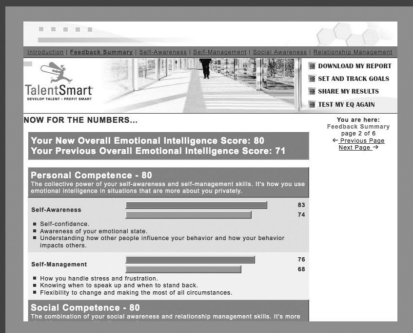 Introduction | Feedback Summary | Self-Awareness | Self-Management | Social Awareness | Relationship Management
TalentSmart
DEVELOP TALENT - PROFIT SMART
DOWNLOAD MY REPORT
SET AND TRACK GOALS
SHARE MY RESULTS
TEST MY EQ AGAIN
NOW FOR THE NUMBERS...
You are here:
Feedback Summary
page 2 of 6
← Previous Page
Next Page →
Your New Overall Emotional Intelligence Score: 80
Your Previous Overall Emotional Intelligence Score: 71
Personal Competence - 80
The collective power of your self-awareness and self-management skills. It's how you use
emotional intelligence in situations that are more about you privately.
Self-Awareness
83
74
Self-confidence.
Awareness of your emotional state.
Understanding how other people influence your behavior and how your behavior
impacts others.
Self-Management
76
68
How you handle stress and frustration.
Knowing when to speak up and when to stand back.
Flexibility to change and making the most of all circumstances.
Social Competence - 80
The combination of your social awareness and relationship management skills. It's more